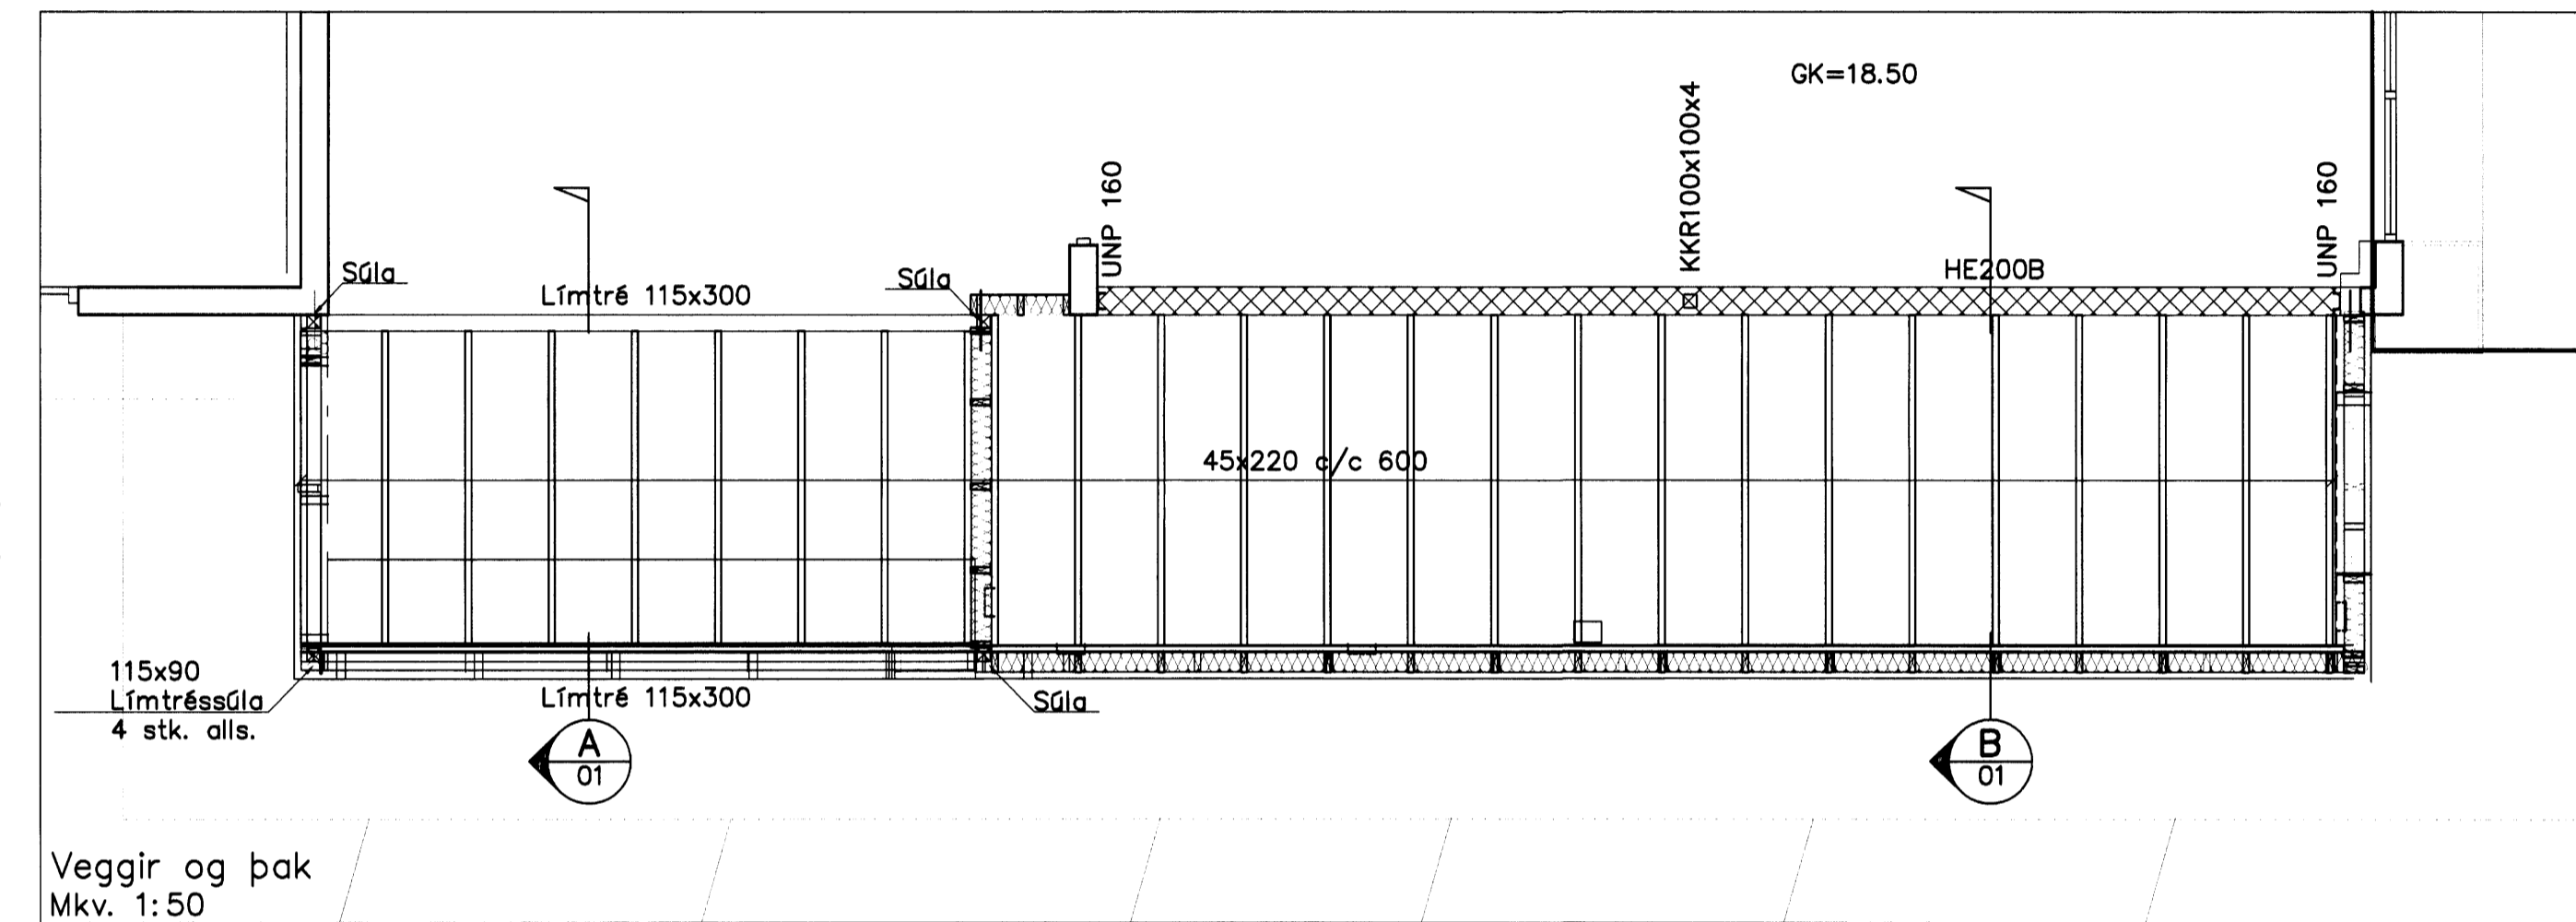 GK=18.50
KKR100x100x4
UNP 160
UNP 160
HE200B
Súla
Súla
Límtré 115x300
45x220 c/c 600
115x90
Límtréssúla
4 stk. alls.
Límtré 115x300
Súla
A
01
B
01
Veggir og þak
Mkv. 1:50